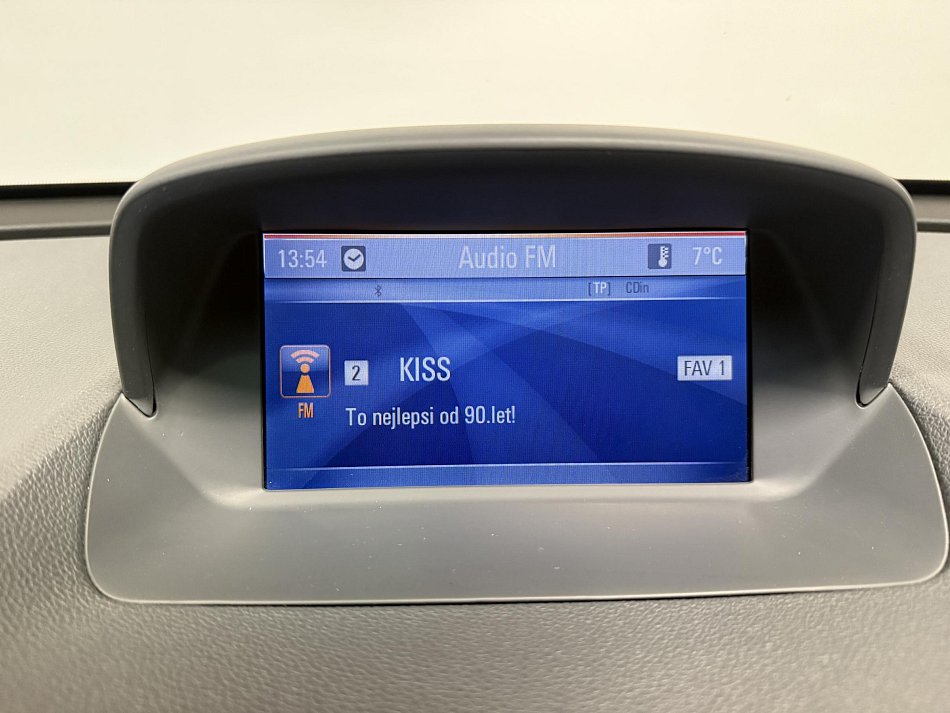 13:54 Audio FM 7°C
[TP] CDin
2 KISS FAV 1
FM
To nejlepsi od 90.let!